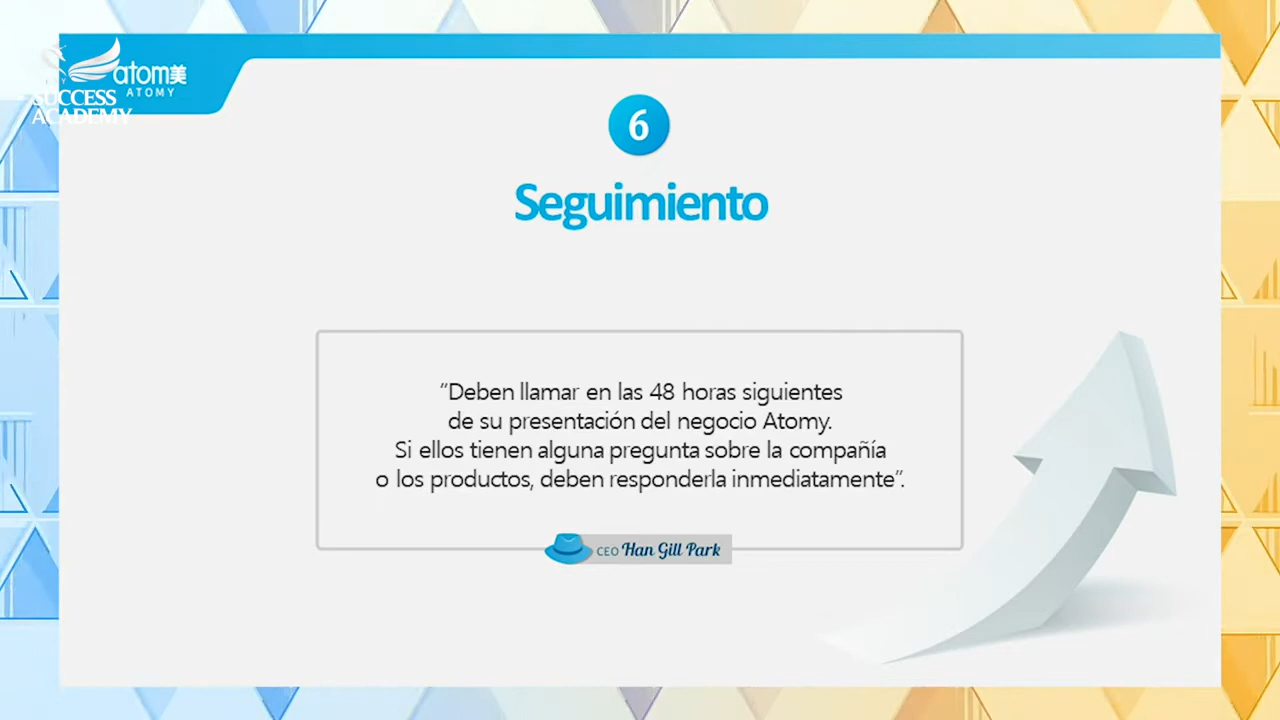 atom美
ATOMY
SUCCESS
ACADEMY
6
Seguimiento
“Deben llamar en las 48 horas siguientes
de su presentación del negocio Atomy.
Si ellos tienen alguna pregunta sobre la compañía
o los productos, deben responderla inmediatamente”.
CEO Han Gill Park